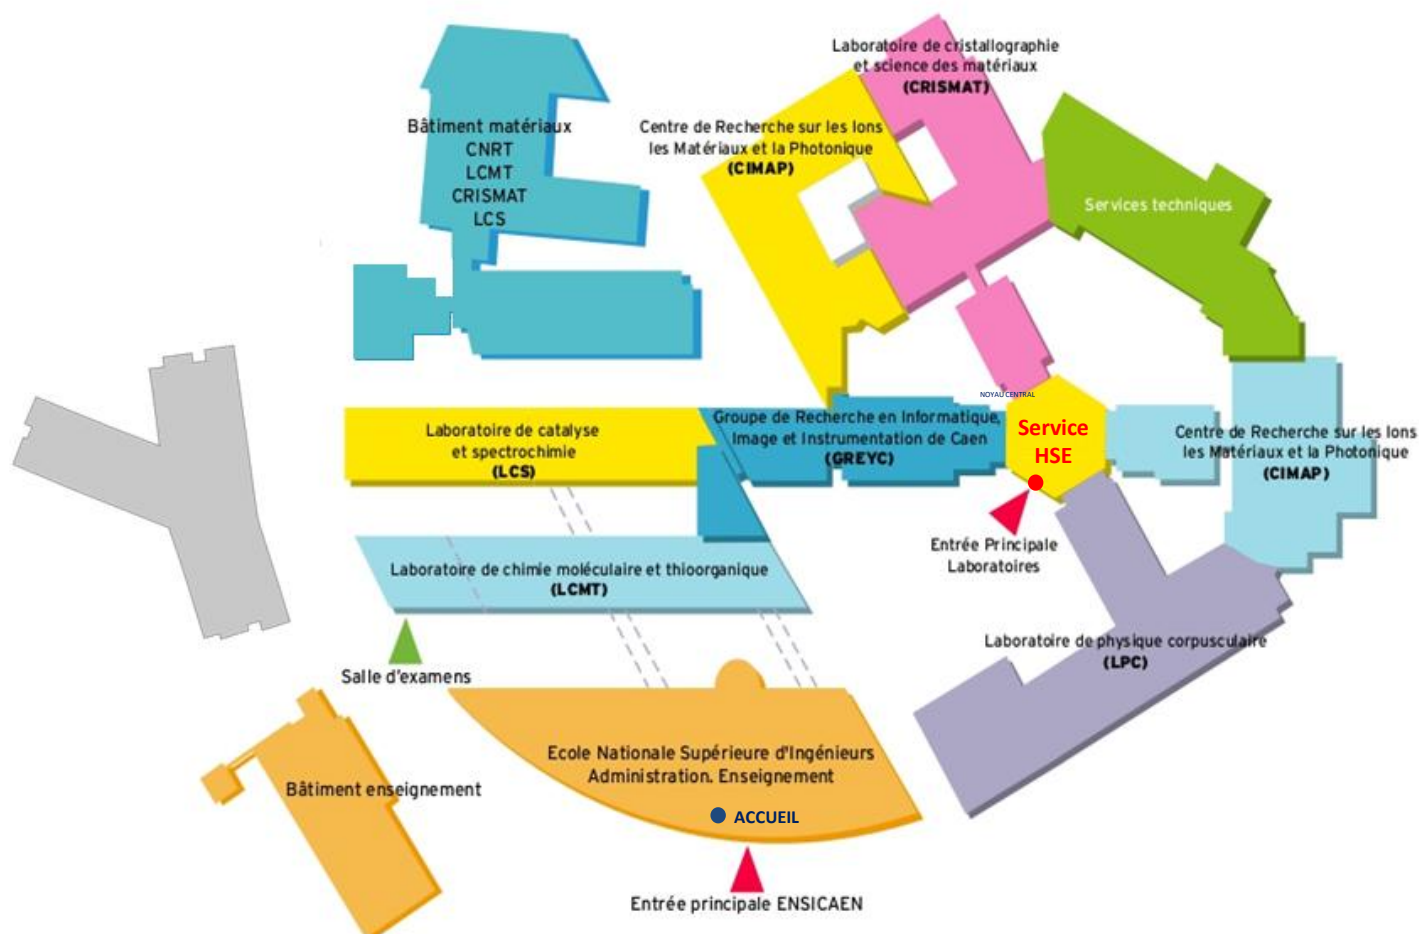 Laboratoire de cristallographie
et science des matériaux
(CRISMAT)
Bâtiment matériaux
CNRT
LCMT
CRISMAT
LCS
Centre de Recherche sur les Ions
les Matériaux et la Photonique
(CIMAP)
Services techniques
NOYAU CENTRAL
Laboratoire de catalyse
et spectrochimie
(LCS)
Groupe de Recherche en Informatique,
Image et Instrumentation de Caen
(GREYC)
Service
HSE
Centre de Recherche sur les Ions
les Matériaux et la Photonique
(CIMAP)
Entrée Principale
Laboratoires
Laboratoire de chimie moléculaire et thioorganique
(LCMT)
Laboratoire de physique corpusculaire
(LPC)
Salle d'examens
Ecole Nationale Supérieure d'Ingénieurs
Administration. Enseignement
Bâtiment enseignement
ACCUEIL
Entrée principale ENSICAEN